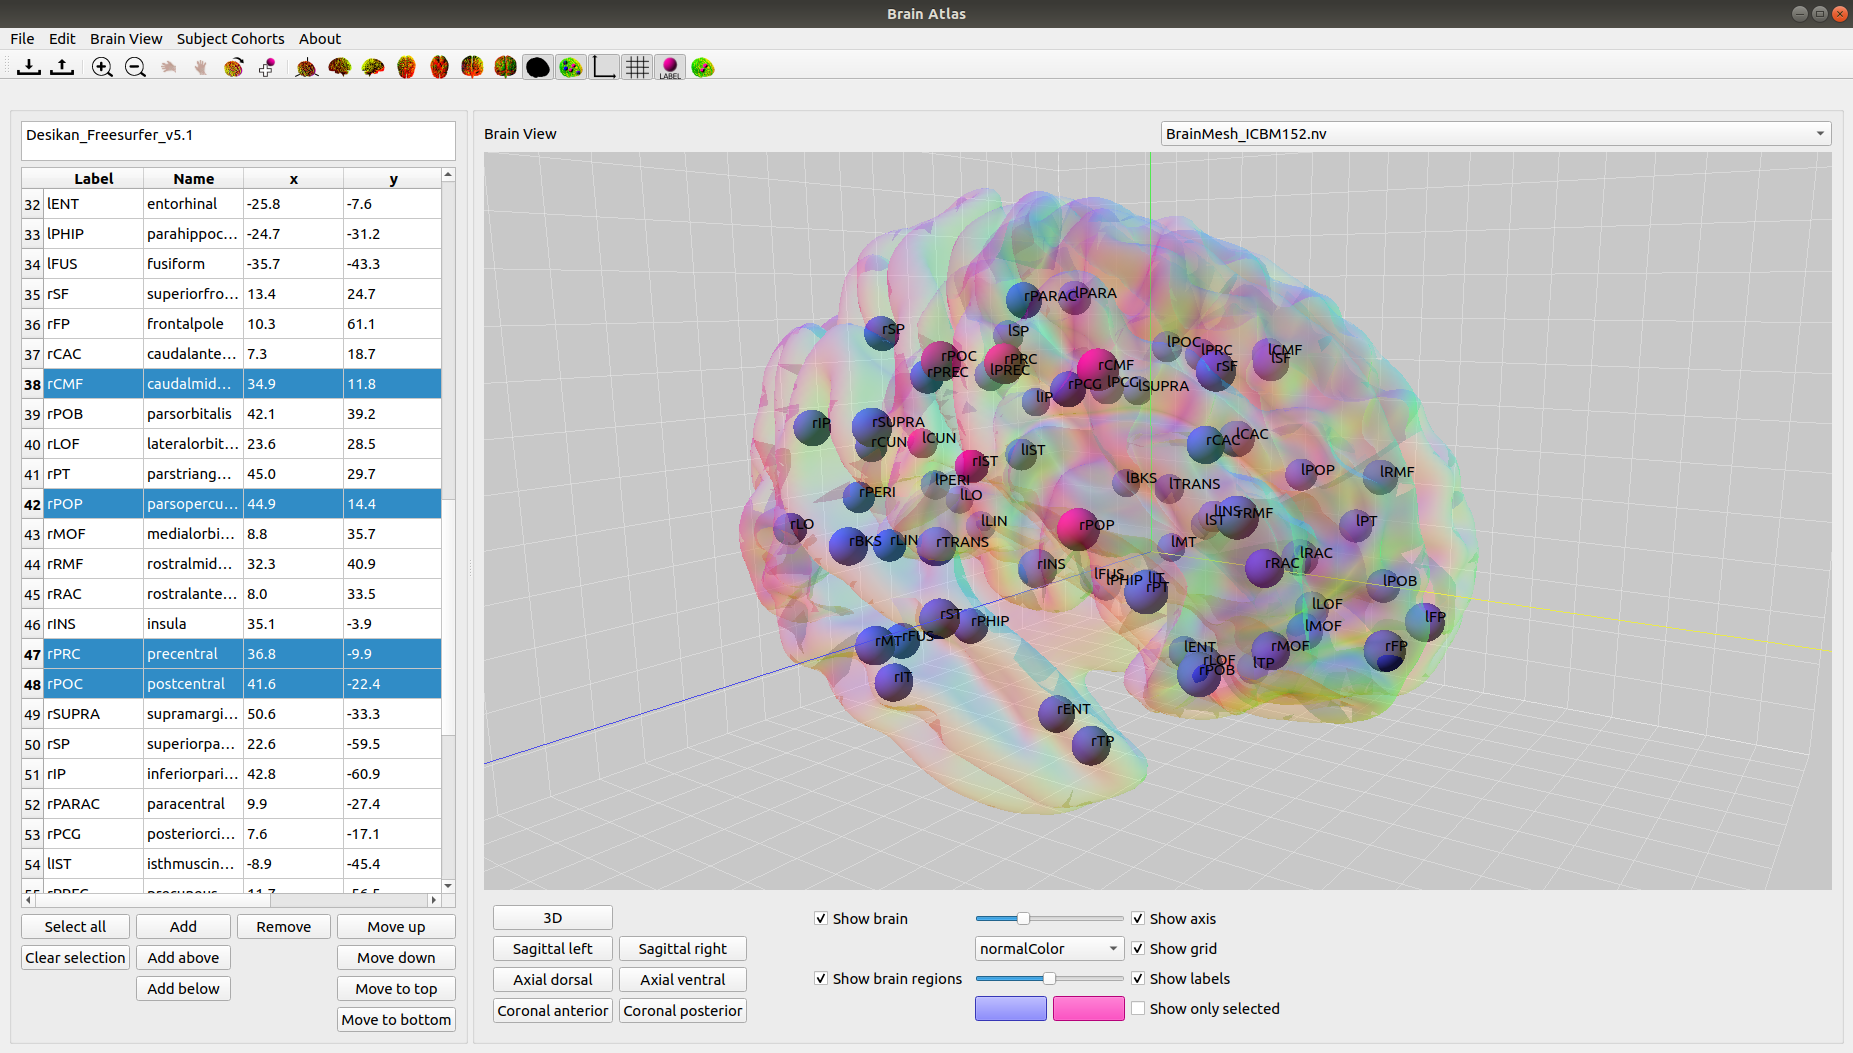 Brain Atlas
File Edit Brain View Subject Cohorts About
LABEL
Desikan_Freesurfer_v5.1
Label Name x y
32 lENT entorhinal -25.8 -7.6
33 lPHIP parahippoc... -24.7 -31.2
34 lFUS fusiform -35.7 -43.3
35 rSF superiorfro... 13.4 24.7
36 rFP frontalpole 10.3 61.1
37 rCAC caudalante... 7.3 18.7
38 rCMF caudalmid... 34.9 11.8
39 rPOB parsorbitalis 42.1 39.2
40 rLOF lateralorbit... 23.6 28.5
41 rPT parstriang... 45.0 29.7
42 rPOP parsopercu... 44.9 14.4
43 rMOF medialorbi... 8.8 35.7
44 rRMF rostralmid... 32.3 40.9
45 rRAC rostralante... 8.0 33.5
46 rINS insula 35.1 -3.9
47 rPRC precentral 36.8 -9.9
48 rPOC postcentral 41.6 -22.4
49 rSUPRA supramargi... 50.6 -33.3
50 rSP superiorpa... 22.6 -59.5
51 rIP inferiorpari... 42.8 -60.9
52 rPARAC paracentral 9.9 -27.4
53 rPCG posteriorci... 7.6 -17.1
54 lIST isthmuscin... -8.9 -45.4
55 rPREC precuneus 11.7 -56.5
Select all Add Remove Move up
Clear selection Add above Move down
Add below Move to top
Move to bottom
Brain View BrainMesh_ICBM152.nv
rPARAC lPARA
rSP lSP
lPOC lPRC lCMF
rPOC rPRC lSF
rPREC lPREC rCMF rSF
rPCG lPCG lSUPRA
lIP
rIP rSUPRA
rCUN lCUN rCAC lCAC
lIST
rIST lPOP lRMF
lPERI lBKS lTRANS
rPERI lLO
lINS rRMF
rLO lLIN rPOP lST lPT
rBKS rLIN rTRANS lMT
lRAC
rINS rRAC
lFUS lPHIP lIT lPOB
rPT
lLOF
rST rPHIP lMOF lFP
rMT rFUS
lENT rMOF rFP
rLOF lTP
rIT rPOB
rENT
rTP
3D
Sagittal left Sagittal right
Axial dorsal Axial ventral
Coronal anterior Coronal posterior
Show brain Show axis
normalColor Show grid
Show brain regions Show labels
Show only selected